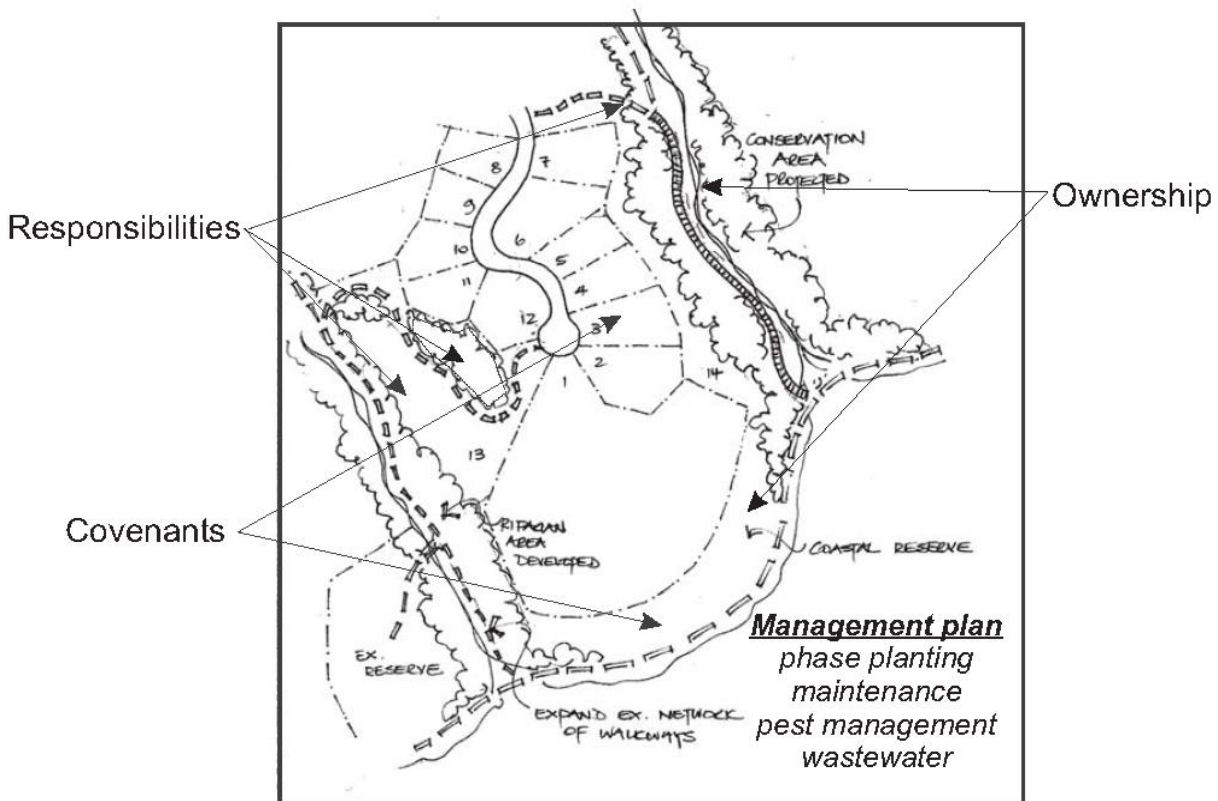 CONSERVATION
AREA
PROTECTED
Ownership
Responsibilities
8
7
9
10
6
5
11
4
12
3
2
1
14
13
Covenants
RIPARIAN
AREA
DEVELOPED
COASTAL RESERVE
EX.
RESERVE
EXPAND EX. NETWORK
OF WALKWAYS
Management plan
phase planting
maintenance
pest management
wastewater